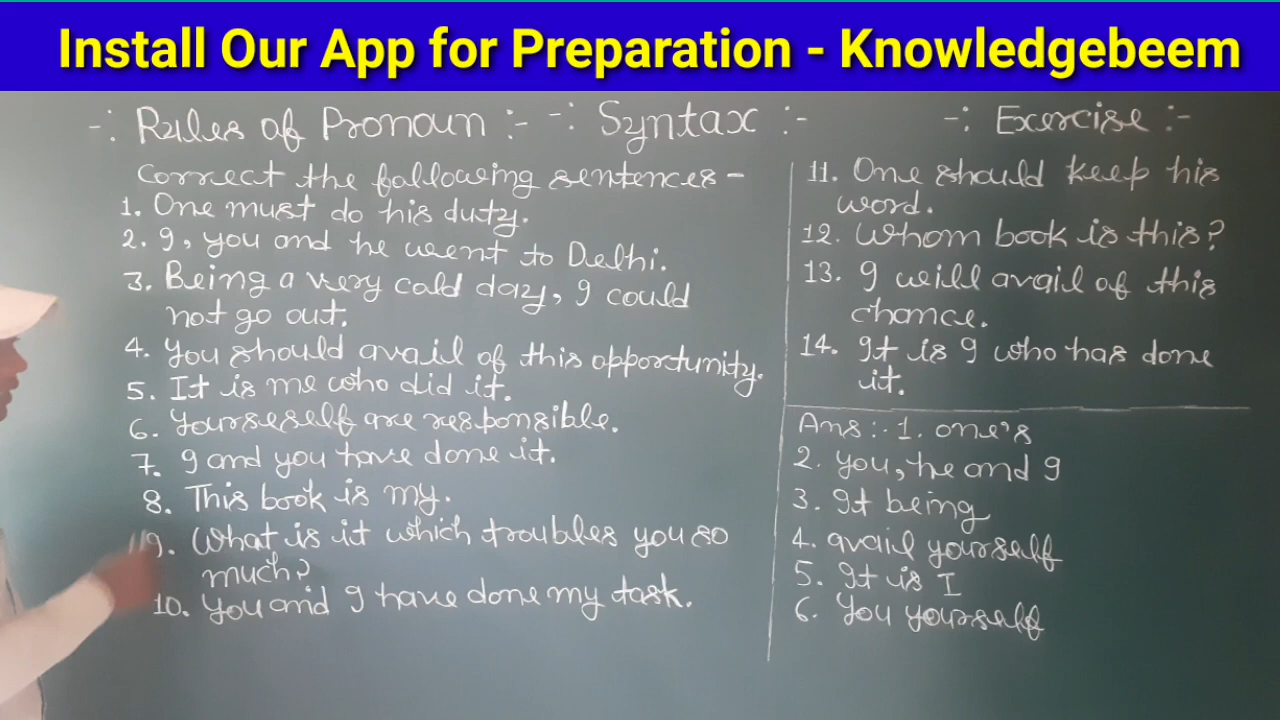 Install Our App for Preparation - Knowledgebeem
-: Rules of Pronoun :- -: Syntax :-
Correct the following sentences -
1. One must do his duty.
2. I, you and he went to Delhi.
3. Being a very cold day, I could
not go out.
4. You should avail of this opportunity.
5. It is me who did it.
6. Yourseself are responsible.
7. I and you have done it.
8. This book is my.
9. What is it which troubles you so
much?
10. You and I have done my task.
-: Exercise :-
11. One should keep his
word.
12. Whom book is this?
13. I will avail of this
chance.
14. It is I who has done
it.
Ans :- 1. one's
2. You, he and I
3. It being
4. avail yourself
5. It is I
6. You yourself